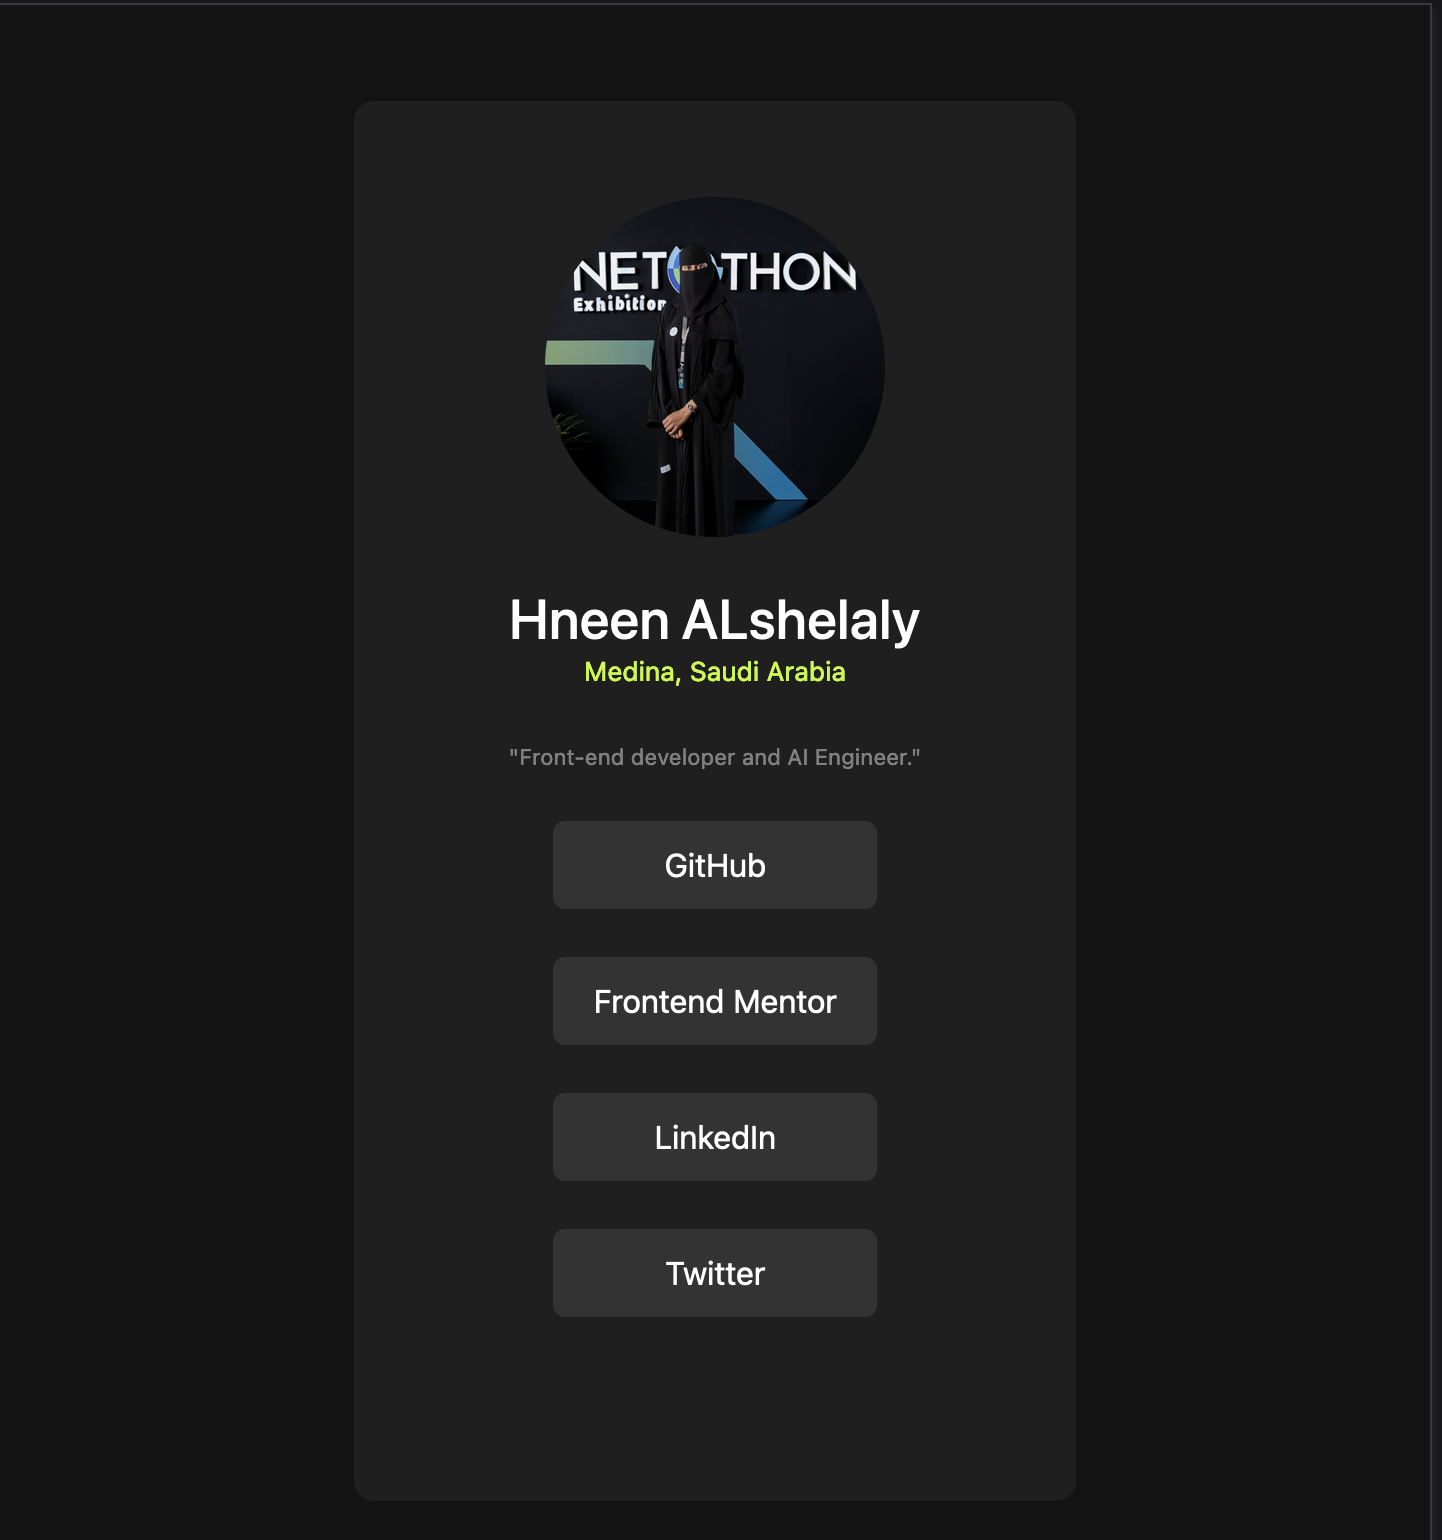 NET THON
Exhibition
Hneen ALshelaly
Medina, Saudi Arabia
"Front-end developer and AI Engineer."
GitHub
Frontend Mentor
LinkedIn
Twitter